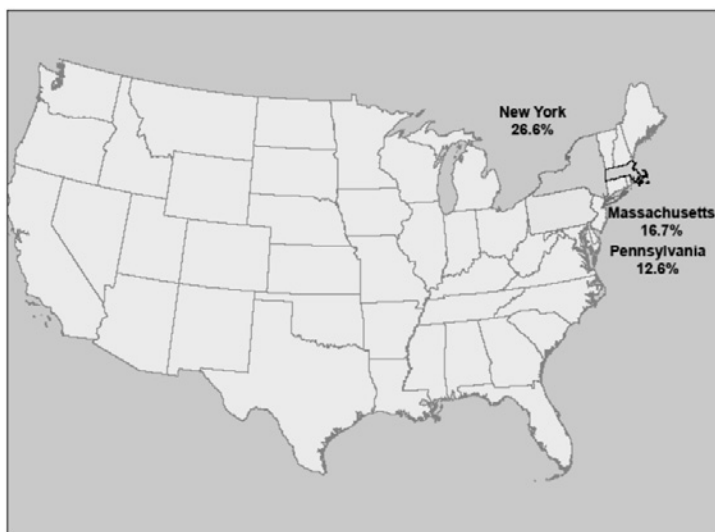 New York
26.6%
Massachusetts
16.7%
Pennsylvania
12.6%